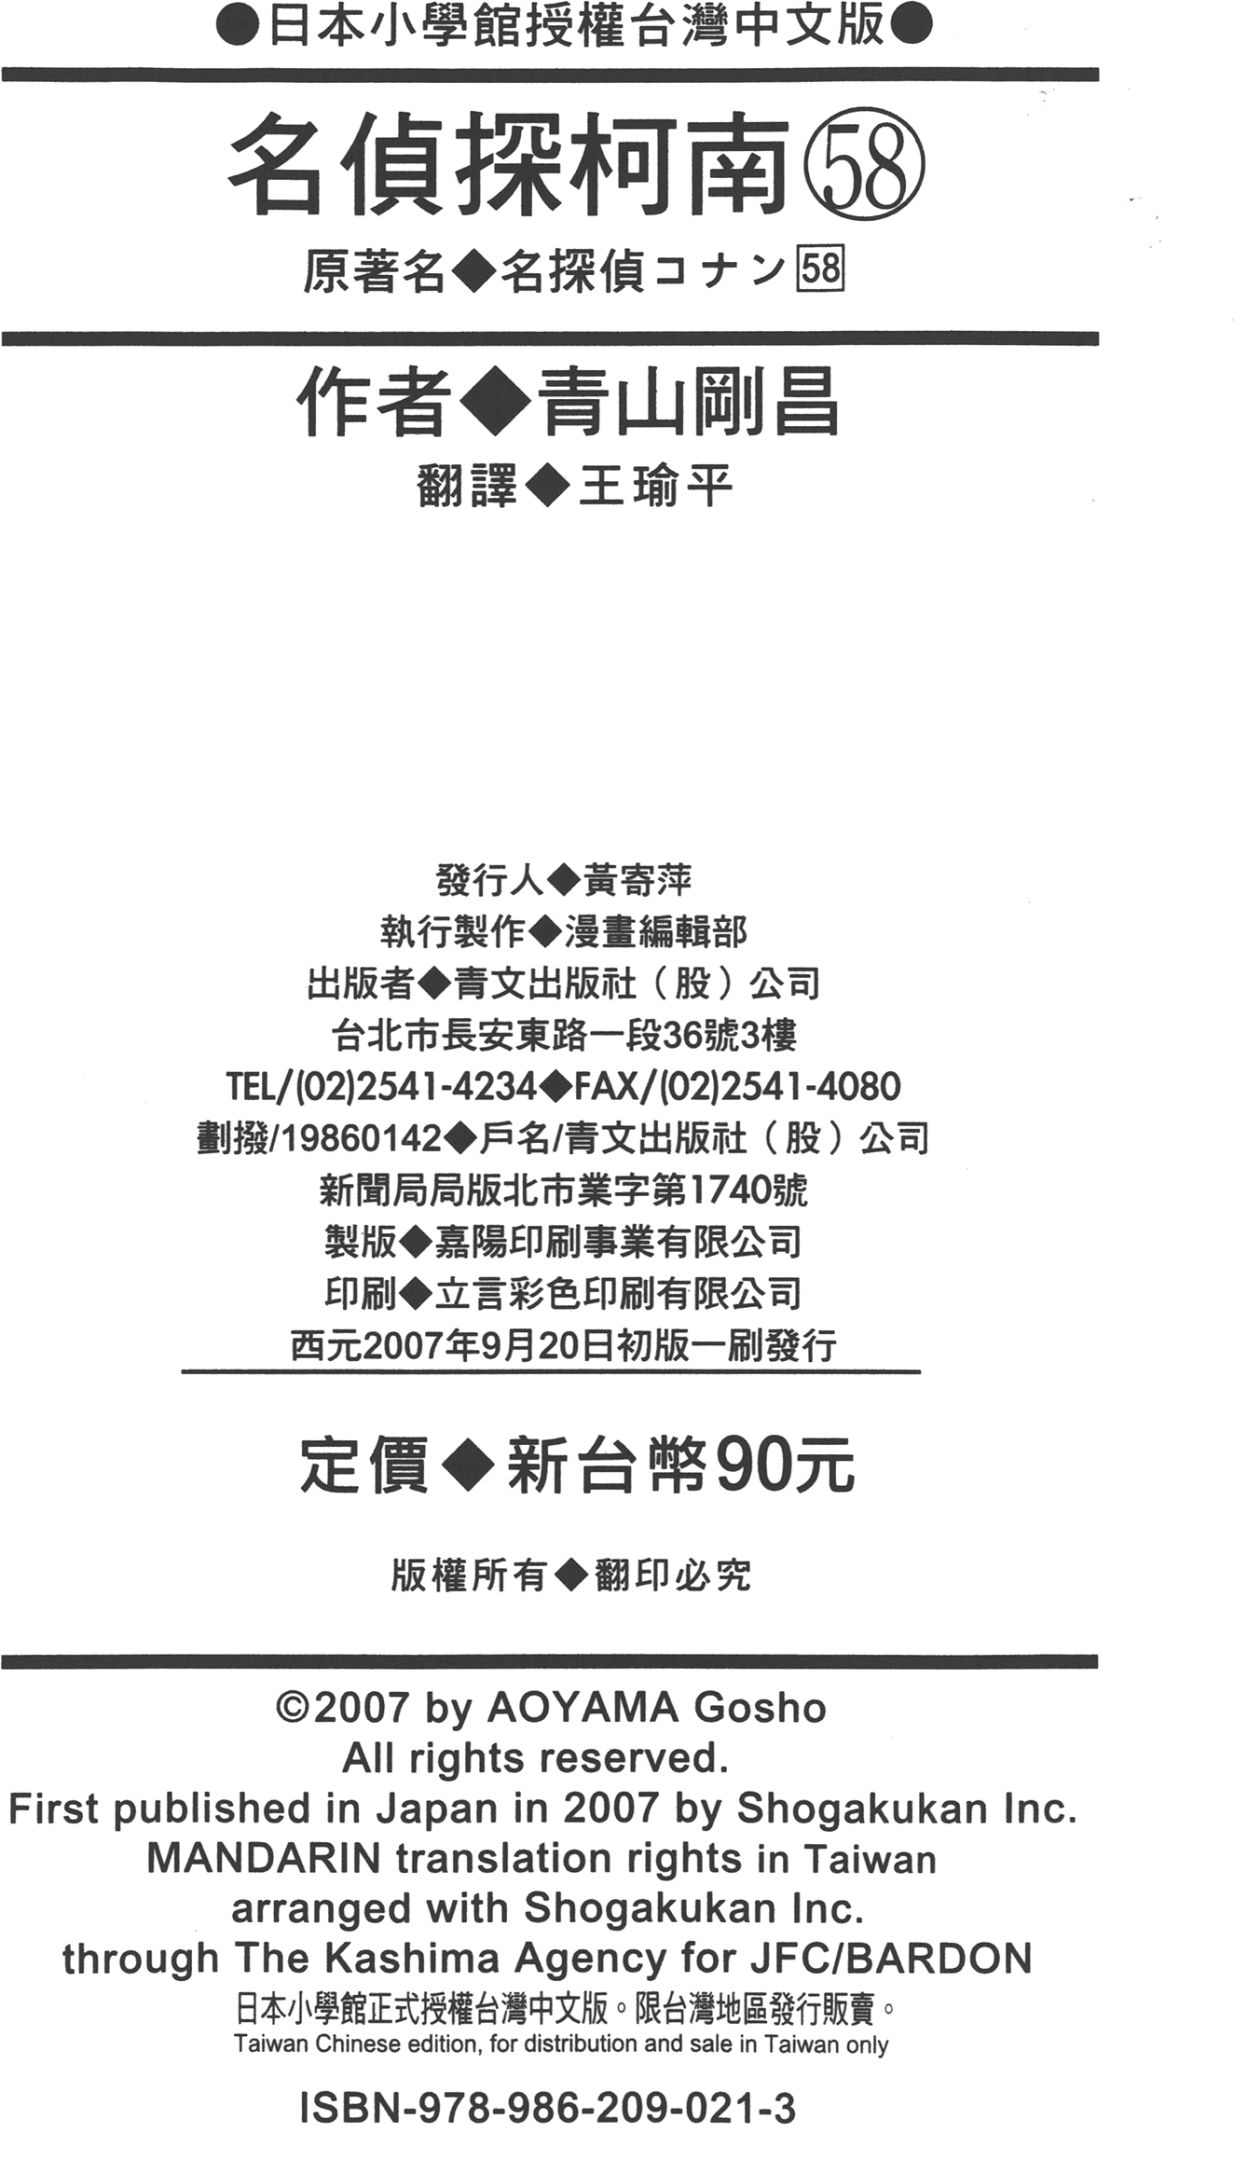 ●日本小學館授權台灣中文版●
名偵探柯南58
原著名◆名探偵コナン58
作者◆青山剛昌
翻譯◆王瑜平
發行人◆黃寄萍
執行製作◆漫畫編輯部
出版者◆青文出版社（股）公司
台北市長安東路一段36號3樓
TEL/(02)2541-4234◆FAX/(02)2541-4080
劃撥/19860142◆戶名/青文出版社（股）公司
新聞局局版北市業字第1740號
製版◆嘉陽印刷事業有限公司
印刷◆立言彩色印刷有限公司
西元2007年9月20日初版一刷發行
定價◆新台幣90元
版權所有◆翻印必究
©2007 by AOYAMA Gosho
All rights reserved.
First published in Japan in 2007 by Shogakukan Inc.
MANDARIN translation rights in Taiwan
arranged with Shogakukan Inc.
through The Kashima Agency for JFC/BARDON
日本小學館正式授權台灣中文版。限台灣地區發行販賣。
Taiwan Chinese edition, for distribution and sale in Taiwan only
ISBN-978-986-209-021-3